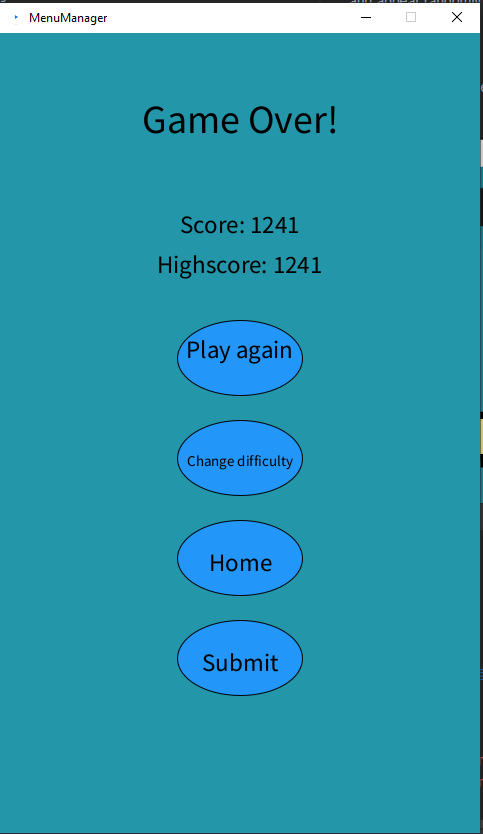 MenuManager
Game Over!
Score: 1241
Highscore: 1241
Play again
Change difficulty
Home
Submit